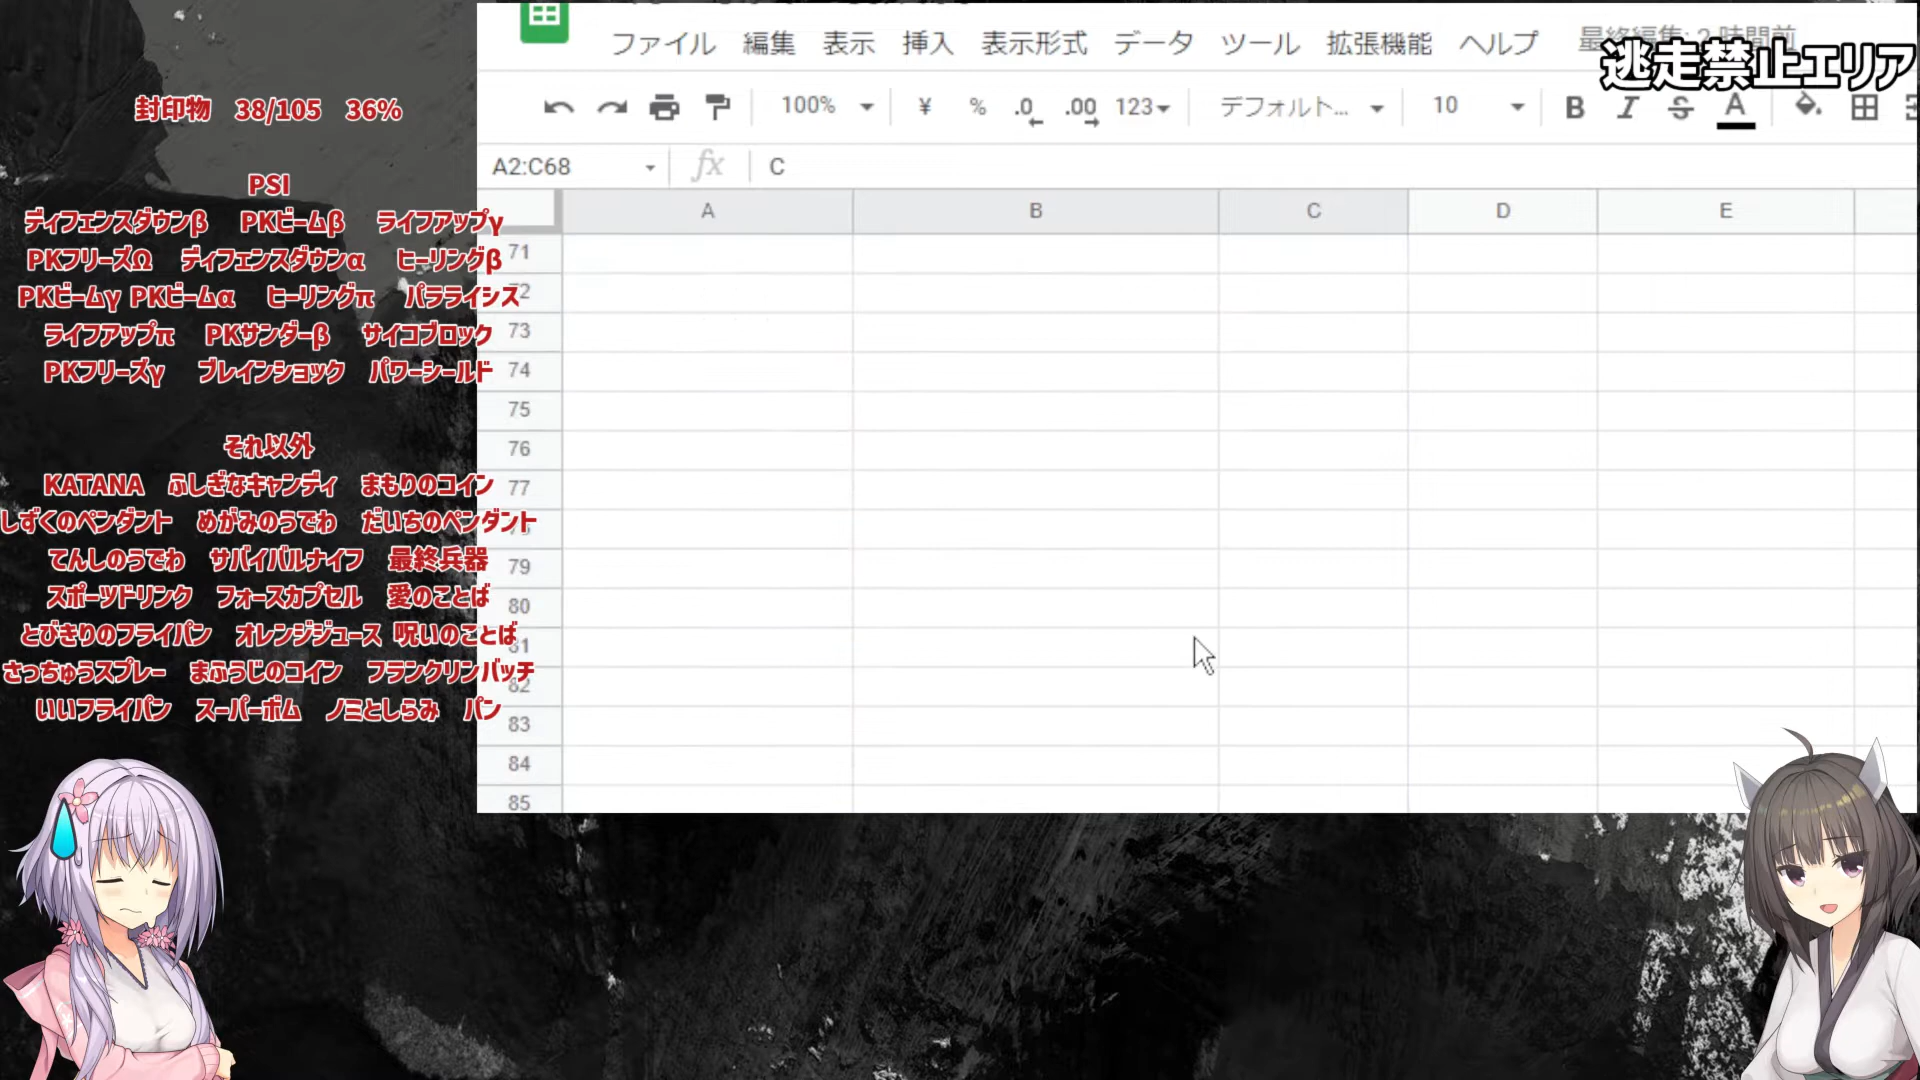 封印物 38/105 36%
PSI
ディフェンスダウンβ PKビームβ ライフアップγ
PKフリーズΩ ディフェンスダウンα ヒーリングβ
PKビームγ PKビームα ヒーリングπ パラライシス
ライフアップπ PKサンダーβ サイコブロック
PKフリーズγ ブレインショック パワーシールド
それ以外
KATANA ふしぎなキャンディ まもりのコイン
しずくのペンダント めがみのうでわ だいちのペンダント
てんしのうでわ サバイバルナイフ 最終兵器
スポーツドリンク フォースカプセル 愛のことば
とびきりのフライパン オレンジジュース 呪いのことば
さっちゅうスプレー まふうじのコイン フランクリンバッチ
いいフライパン スーパーボム ノミとしらみ パン
ファイル 編集 表示 挿入 表示形式 データ ツール 拡張機能 ヘルプ 最終編集: 2 時間前
逃走禁止エリア
100% ¥ % .0 .00 123 デフォルト... 10 B I S A
A2:C68 fx C
A B C D E
71
72
73
74
75
76
77
78
79
80
81
82
83
84
85